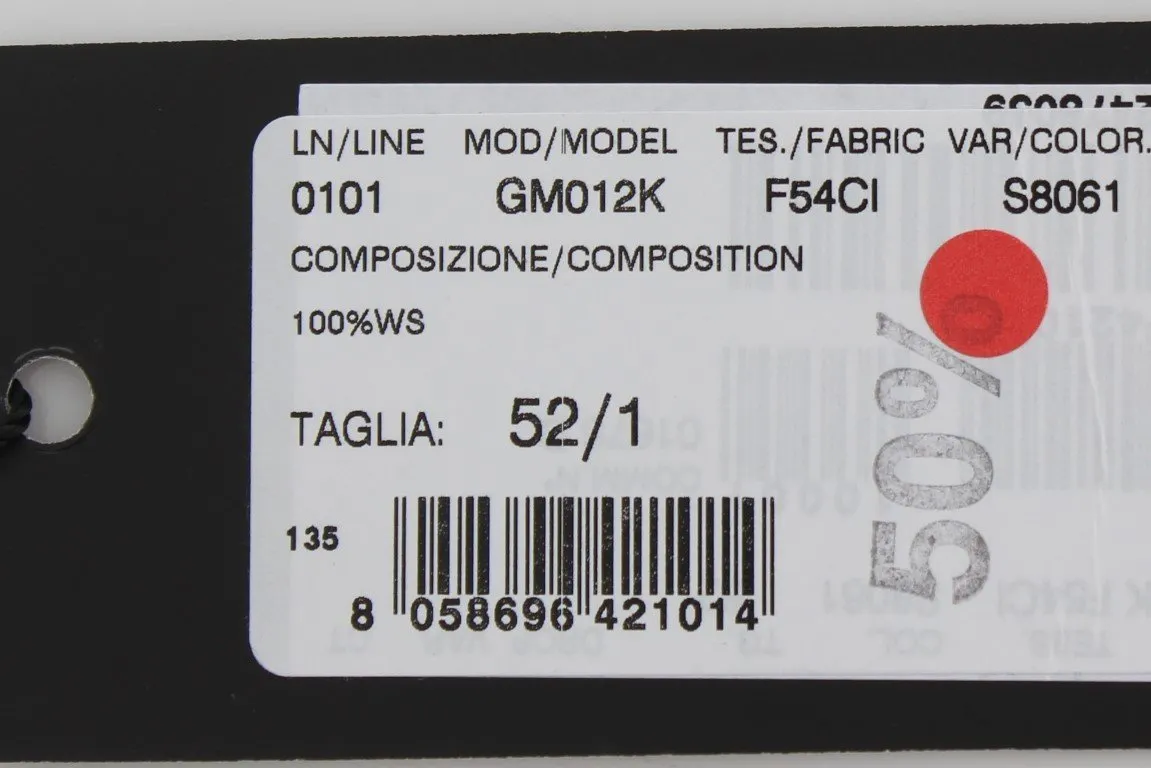 LN/LINE MOD/MODEL TES./FABRIC VAR/COLOR.
0101 GM012K F54CI S8061
COMPOSIZIONE/COMPOSITION
100%WS
TAGLIA: 52/1
135
8 058696 421014
50%